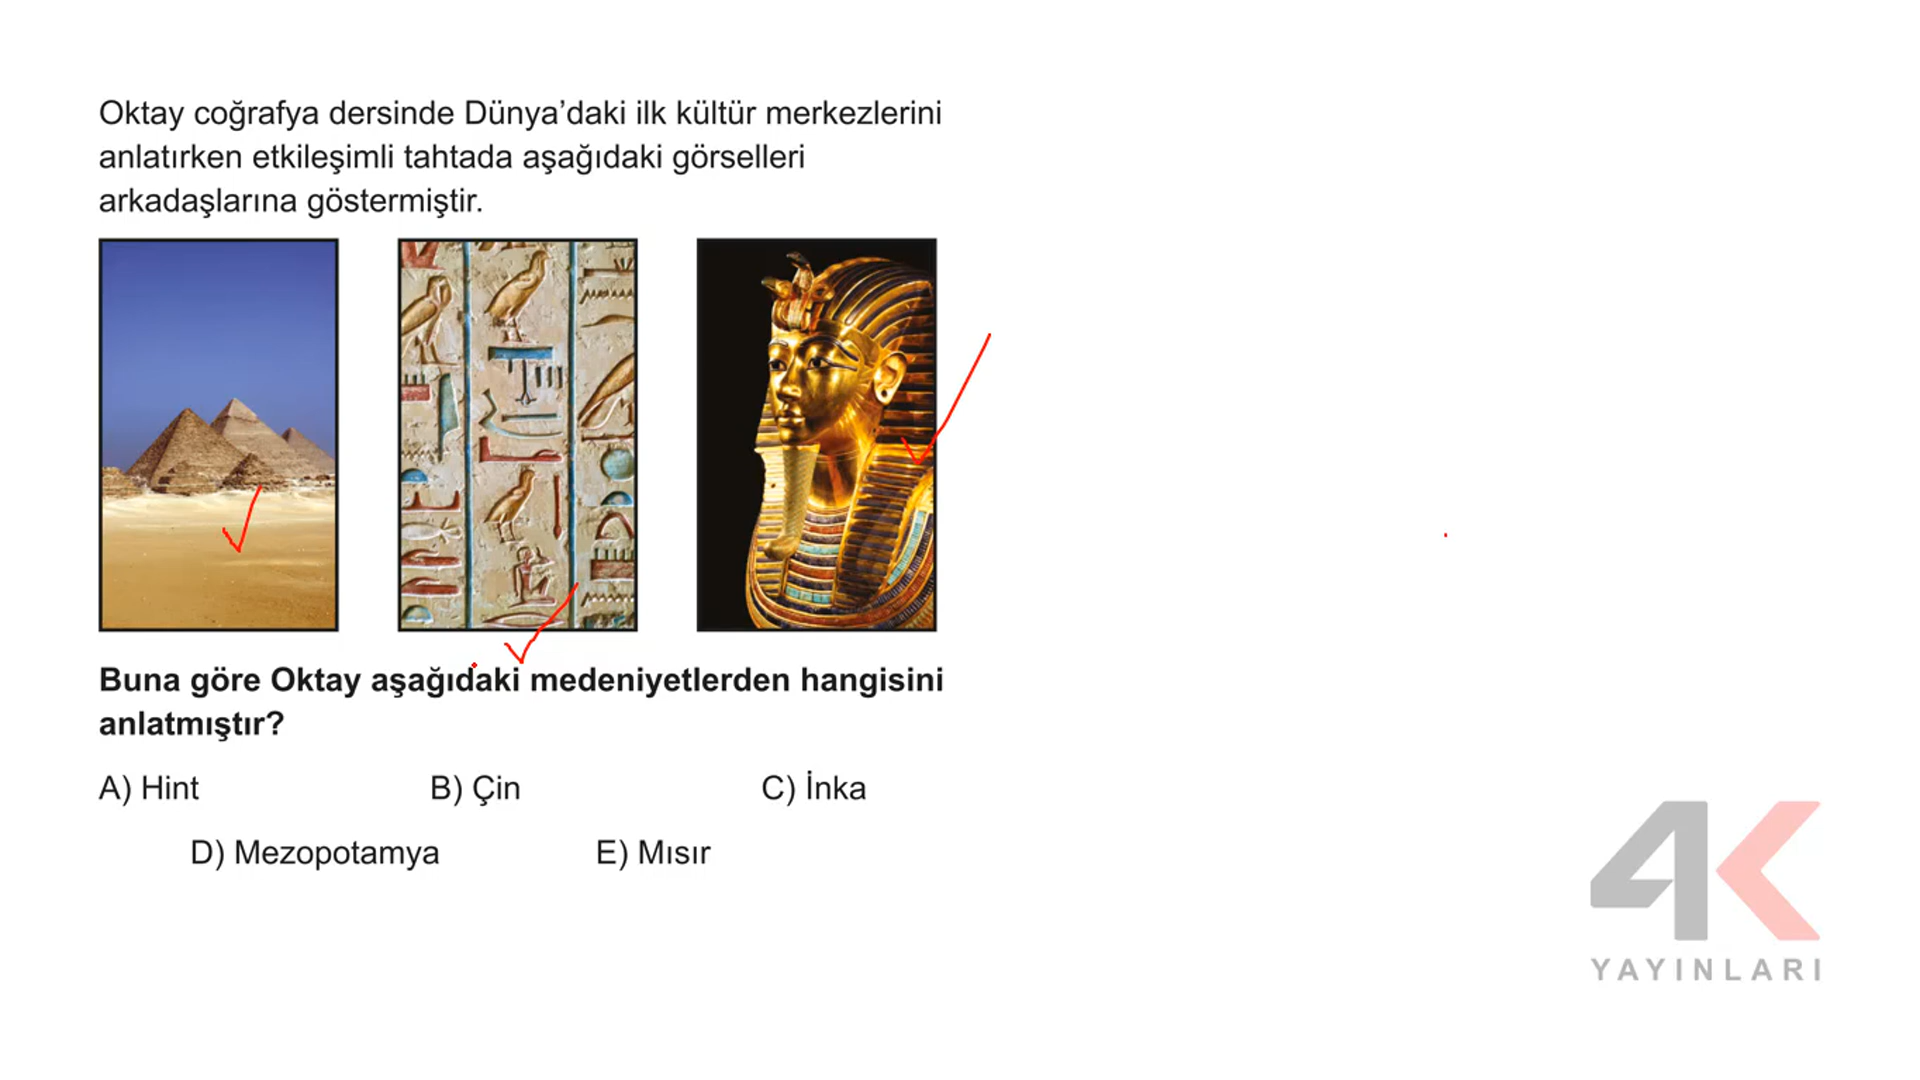 Oktay coğrafya dersinde Dünya’daki ilk kültür merkezlerini
anlatırken etkileşimli tahtada aşağıdaki görselleri
arkadaşlarına göstermiştir.
Buna göre Oktay aşağıdaki medeniyetlerden hangisini
anlatmıştır?
A) Hint B) Çin C) İnka
D) Mezopotamya E) Mısır
4K
YAYINLARI